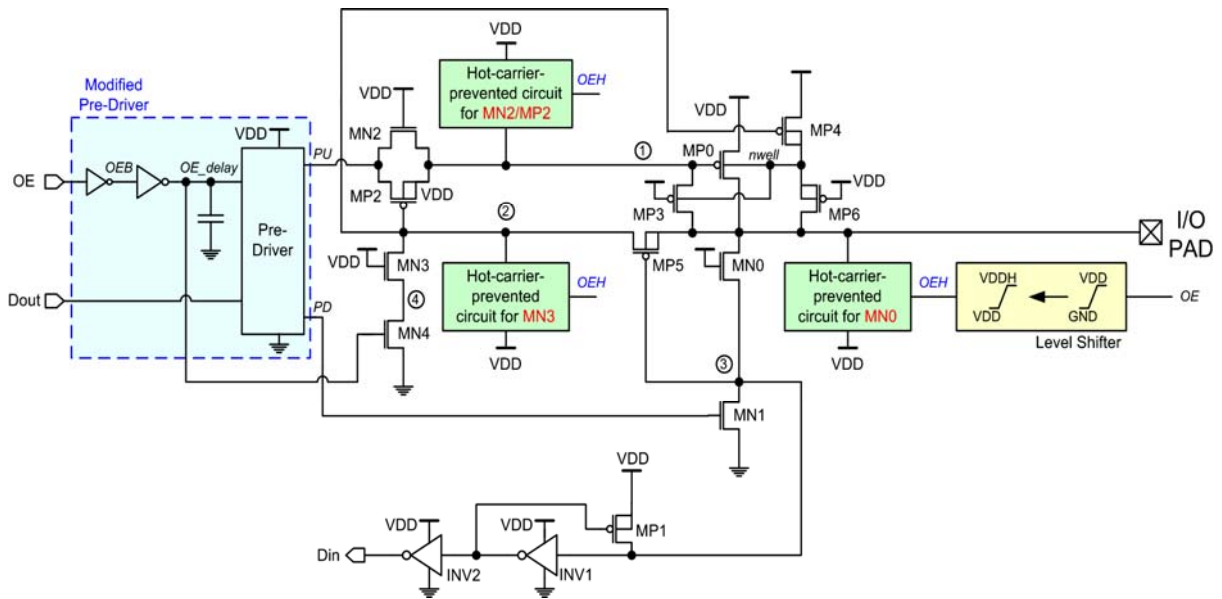 Modified
Pre-Driver
OE
OEB
OE_delay
VDD
PU
Pre-
Driver
Dout
PD
VDD
MN2
MP2
VDD
VDD
Hot-carrier-
prevented circuit
for MN2/MP2
OEH
①
②
VDD
MN3
④
MN4
Hot-carrier-
prevented
circuit for MN3
OEH
VDD
VDD
MP0
nwell
MP4
MP3
VDD
MP6
MP5
VDD
MN0
③
MN1
I/O
PAD
Hot-carrier-
prevented
circuit for MN0
VDD
OEH
VDDH
VDD
VDD
GND
OE
Level Shifter
VDD
MP1
VDD
VDD
Din
INV2
INV1